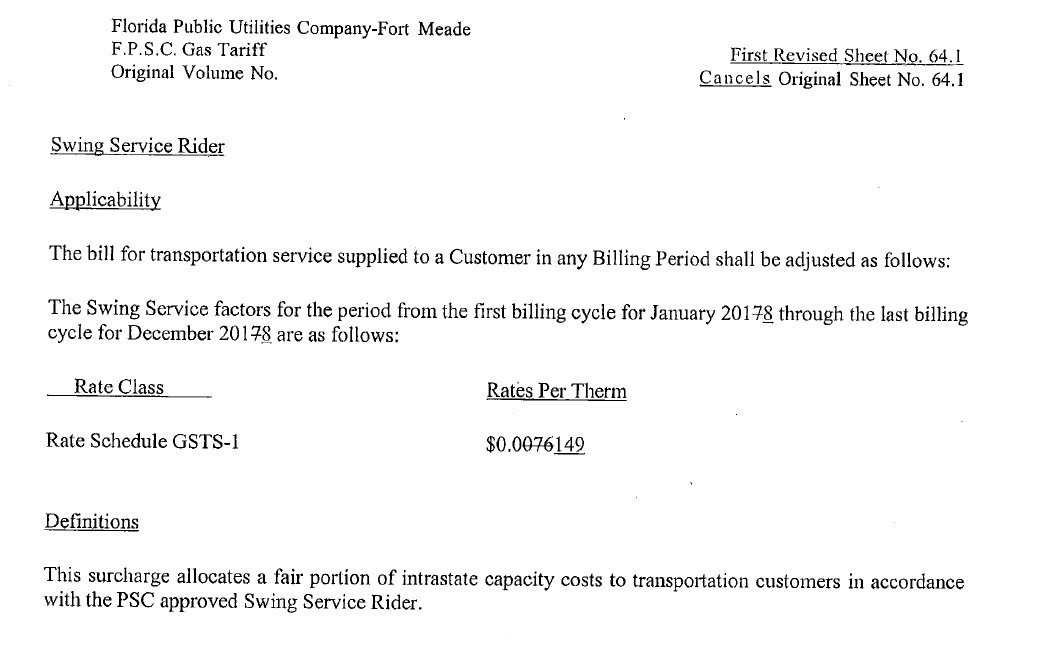 Florida Public Utilities Company-Fort Meade
F.P.S.C. Gas Tariff
First Revised Sheet No. 64.1
Original Volume No.
Cancels Original Sheet No. 64.1
Swing Service Rider
Applicability
The bill for transportation service supplied to a Customer in any Billing Period shall be adjusted as follows:
The Swing Service factors for the period from the first billing cycle for January 20178 through the last billing
cycle for December 20178 are as follows:
Rate Class
Rates Per Therm
Rate Schedule GSTS-1
$0.0076149
Definitions
This surcharge allocates a fair portion of intrastate capacity costs to transportation customers in accordance
with the PSC approved Swing Service Rider.